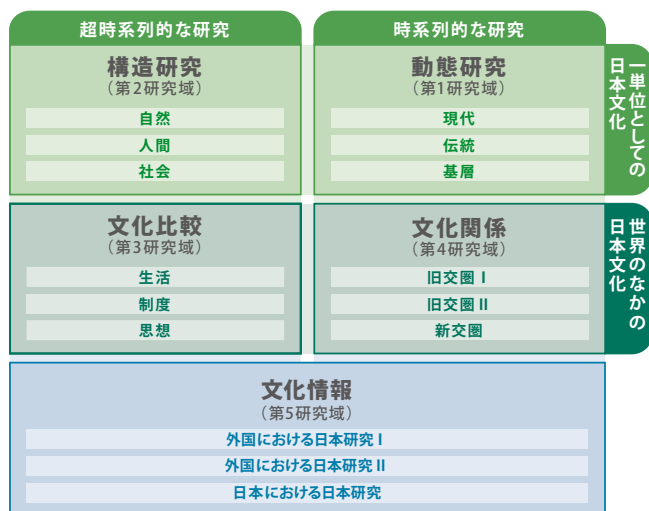 超時系列的な研究
時系列的な研究
構造研究
（第2研究域）
自然
人間
社会
動態研究
（第1研究域）
現代
伝統
基層
一単位としての
日本文化
文化比較
（第3研究域）
生活
制度
思想
文化関係
（第4研究域）
旧交圏 I
旧交圏 II
新交圏
世界のなかの
日本文化
文化情報
（第5研究域）
外国における日本研究 I
外国における日本研究 II
日本における日本研究